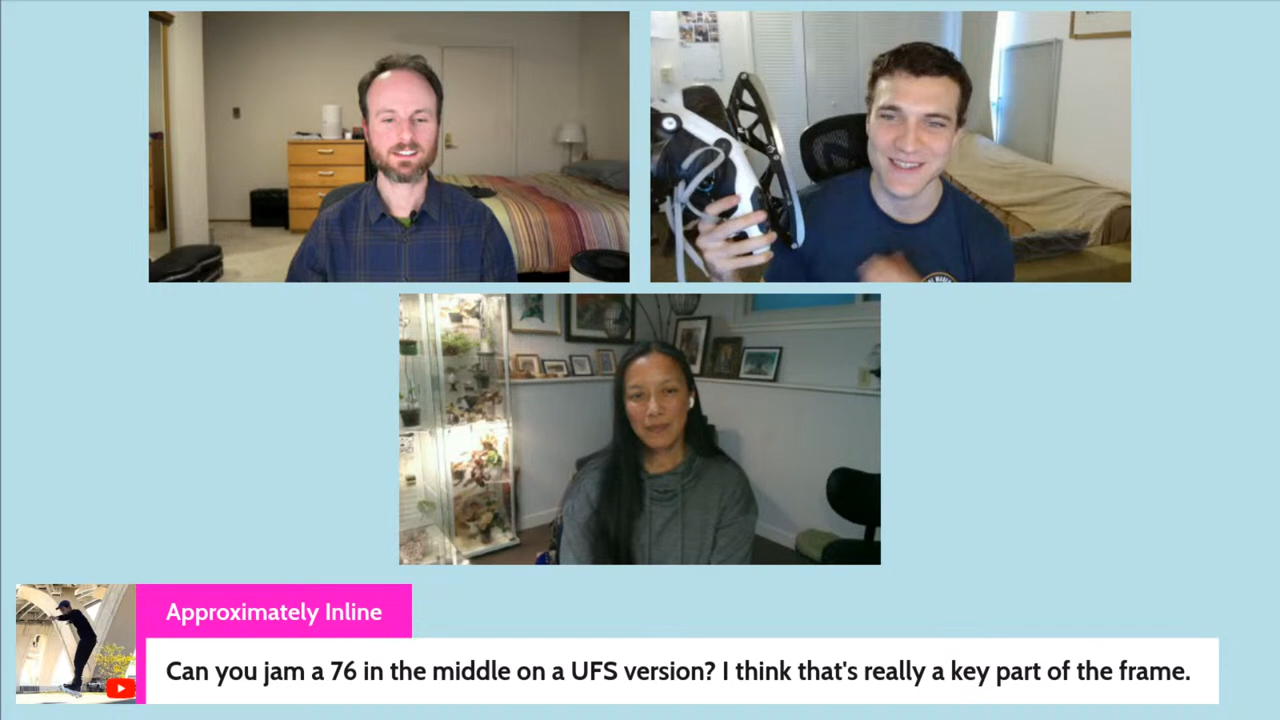 Approximately Inline
Can you jam a 76 in the middle on a UFS version? I think that's really a key part of the frame.